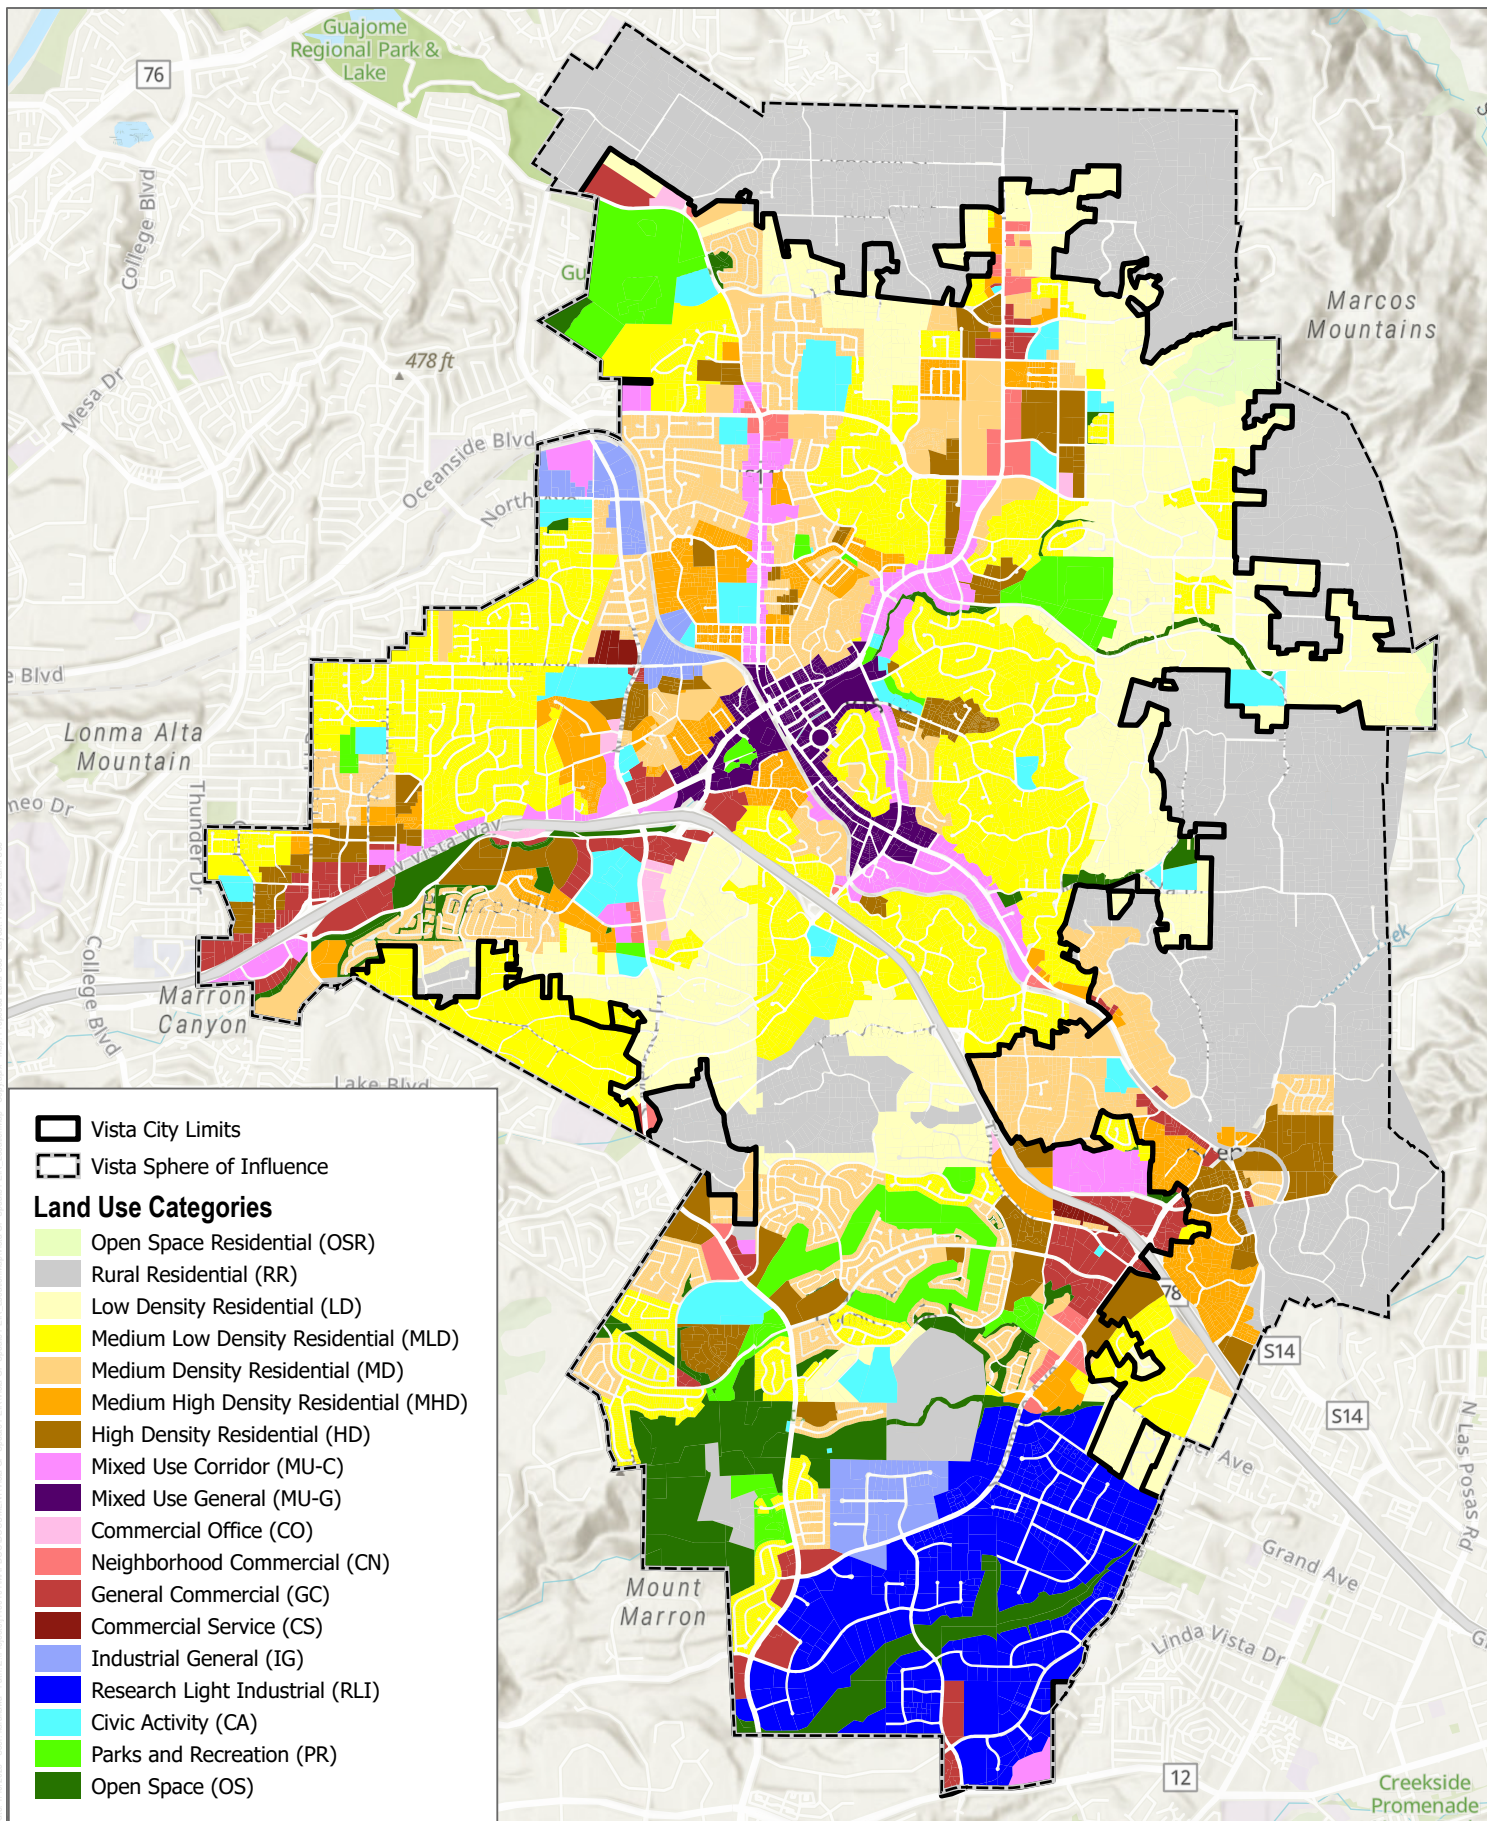 Guajome
Regional Park &
Lake
76
College Blvd
Gu
Marcos
Mountains
478 ft
Mesa Dr
Oceanside Blvd
North Ave
e Blvd
Lonma Alta
Mountain
meo Dr
Thunder Dr
W Vista Way
College Blvd
Marron
Canyon
Lake Blvd
ek
78
S14
S14
N Las Posas Rd
er Ave
Grand Ave
Mount
Marron
Linda Vista Dr
G
12
Creekside
Promenade
Vista City Limits
Vista Sphere of Influence
Land Use Categories
Open Space Residential (OSR)
Rural Residential (RR)
Low Density Residential (LD)
Medium Low Density Residential (MLD)
Medium Density Residential (MD)
Medium High Density Residential (MHD)
High Density Residential (HD)
Mixed Use Corridor (MU-C)
Mixed Use General (MU-G)
Commercial Office (CO)
Neighborhood Commercial (CN)
General Commercial (GC)
Commercial Service (CS)
Industrial General (IG)
Research Light Industrial (RLI)
Civic Activity (CA)
Parks and Recreation (PR)
Open Space (OS)